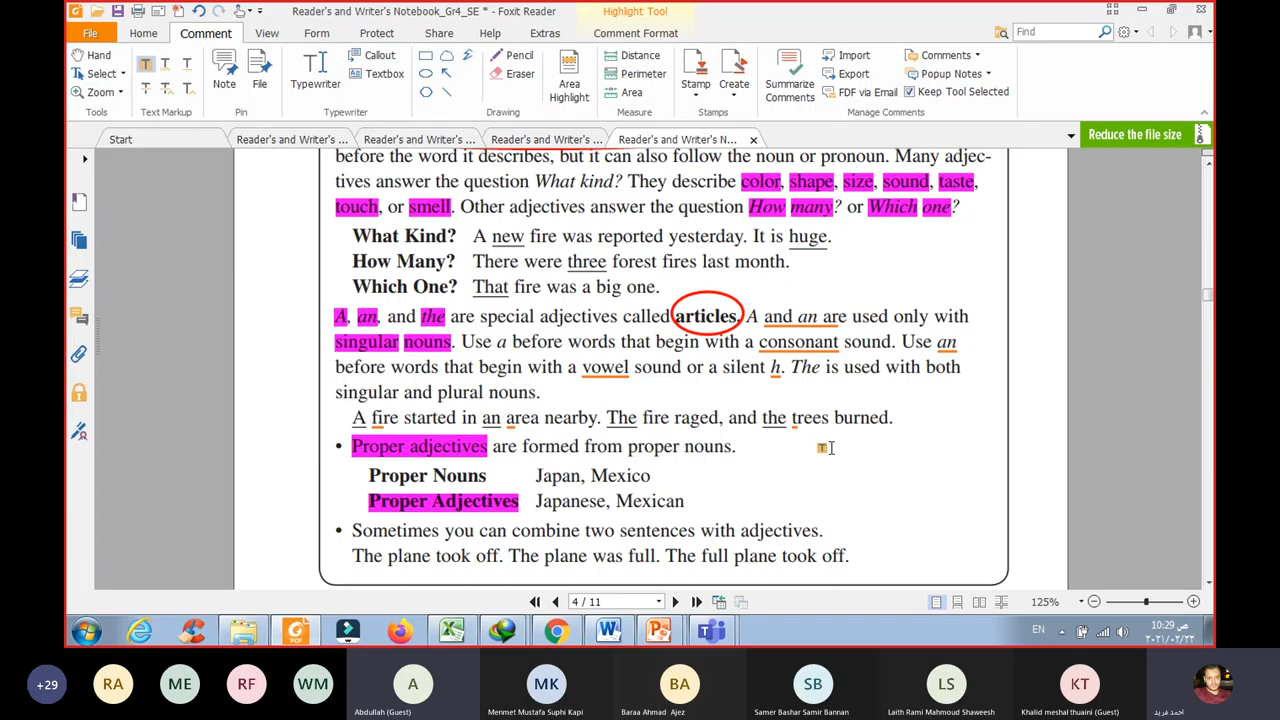 Reader's and Writer's Notebook_Gr4_SE * - Foxit Reader
Highlight Tool
File
Home
Comment
View
Form
Protect
Share
Help
Extras
Comment Format
Find
Hand
Select
Zoom
Tools
Text Markup
Note
File
Pin
Typewriter
Callout
Textbox
Typewriter
Pencil
Eraser
Drawing
Area
Highlight
Distance
Perimeter
Area
Measure
Stamp
Create
Stamps
Summarize
Comments
Import
Export
FDF via Email
Comments
Popup Notes
Keep Tool Selected
Manage Comments
Start
Reader's and Writer's ...
Reader's and Writer's ...
Reader's and Writer's ...
Reader's and Writer's N...
Reduce the file size
before the word it describes, but it can also follow the noun or pronoun. Many adjec-
tives answer the question What kind? They describe color, shape, size, sound, taste,
touch, or smell. Other adjectives answer the question How many? or Which one?
What Kind? A new fire was reported yesterday. It is huge.
How Many? There were three forest fires last month.
Which One? That fire was a big one.
A, an, and the are special adjectives called articles. A and an are used only with
singular nouns. Use a before words that begin with a consonant sound. Use an
before words that begin with a vowel sound or a silent h. The is used with both
singular and plural nouns.
A fire started in an area nearby. The fire raged, and the trees burned.
• Proper adjectives are formed from proper nouns.
Proper Nouns Japan, Mexico
Proper Adjectives Japanese, Mexican
• Sometimes you can combine two sentences with adjectives.
The plane took off. The plane was full. The full plane took off.
4 / 11
125%
EN
10:29 ص
٢٠٢١/٠٢/٢٢
+29
RA
ME
RF
WM
A
Abdullah (Guest)
MK
Menmet Mustafa Suphi Kapi
BA
Baraa Ahmad Ajez
SB
Samer Bashar Samir Bannan
LS
Laith Rami Mahmoud Shaweesh
KT
Khalid meshal thuaini (Guest)
احمد فريد